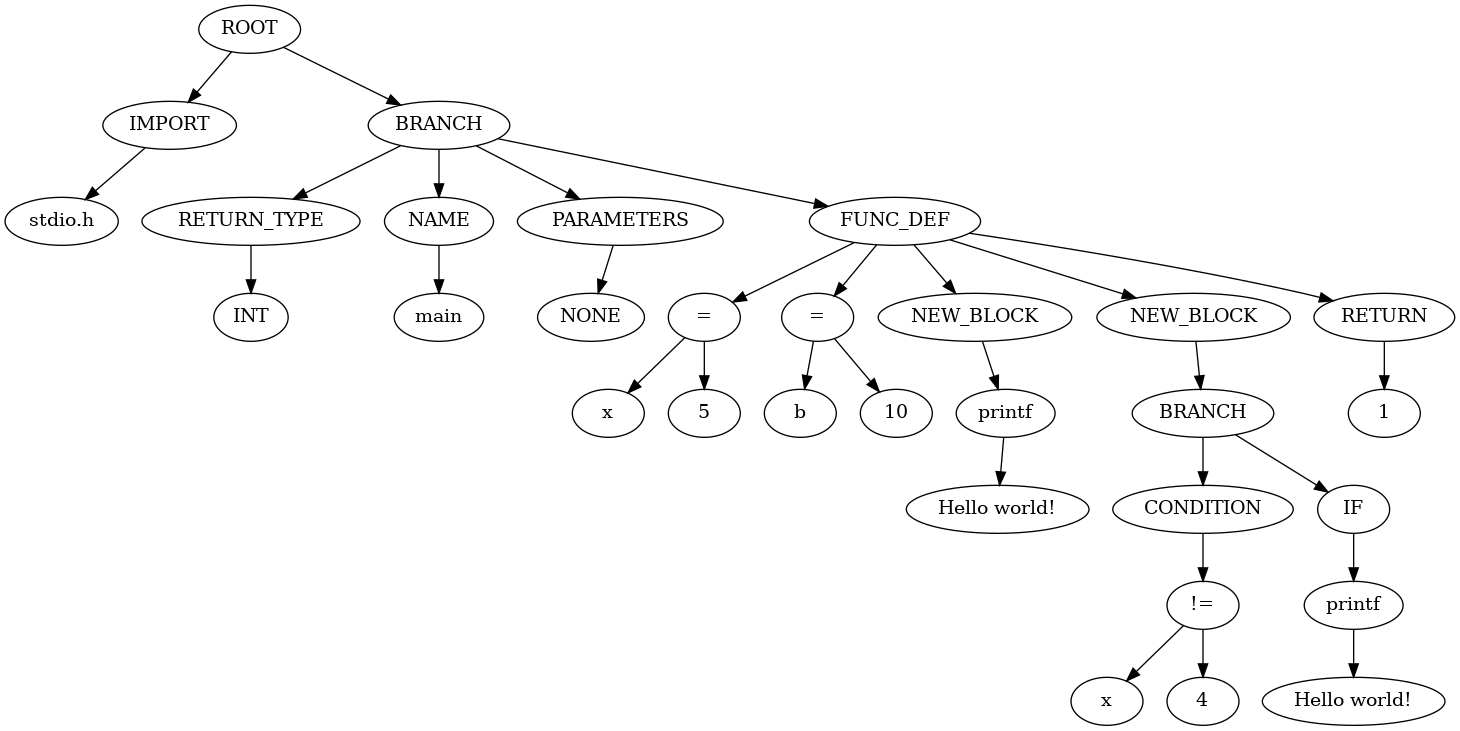 ROOT
IMPORT
BRANCH
stdio.h
RETURN_TYPE
NAME
PARAMETERS
FUNC_DEF
INT
main
NONE
=
=
NEW_BLOCK
NEW_BLOCK
RETURN
x
5
b
10
printf
BRANCH
1
Hello world!
CONDITION
IF
!=
printf
x
4
Hello world!